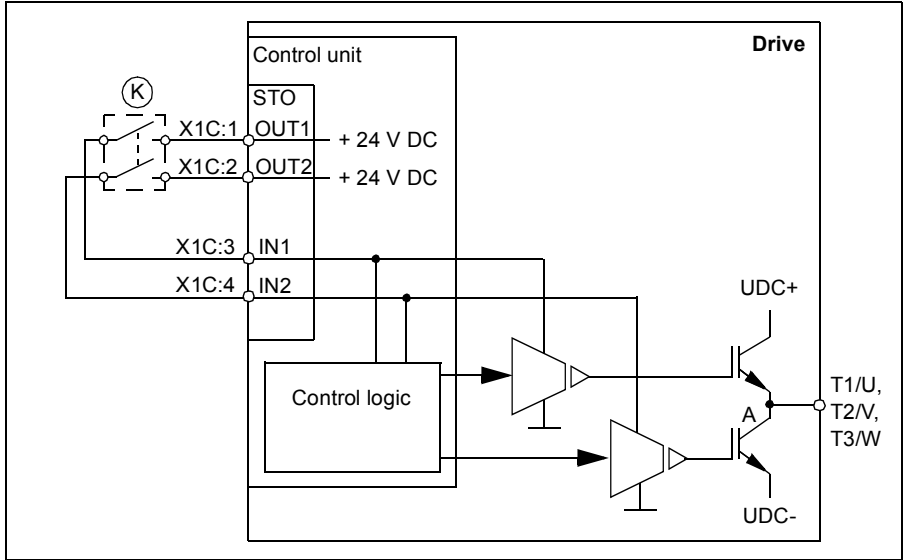 Drive
Control unit
K
STO
X1C:1 OUT1 + 24 V DC
X1C:2 OUT2 + 24 V DC
X1C:3 IN1
X1C:4 IN2
UDC+
Control logic
A
T1/U,
T2/V,
T3/W
UDC-